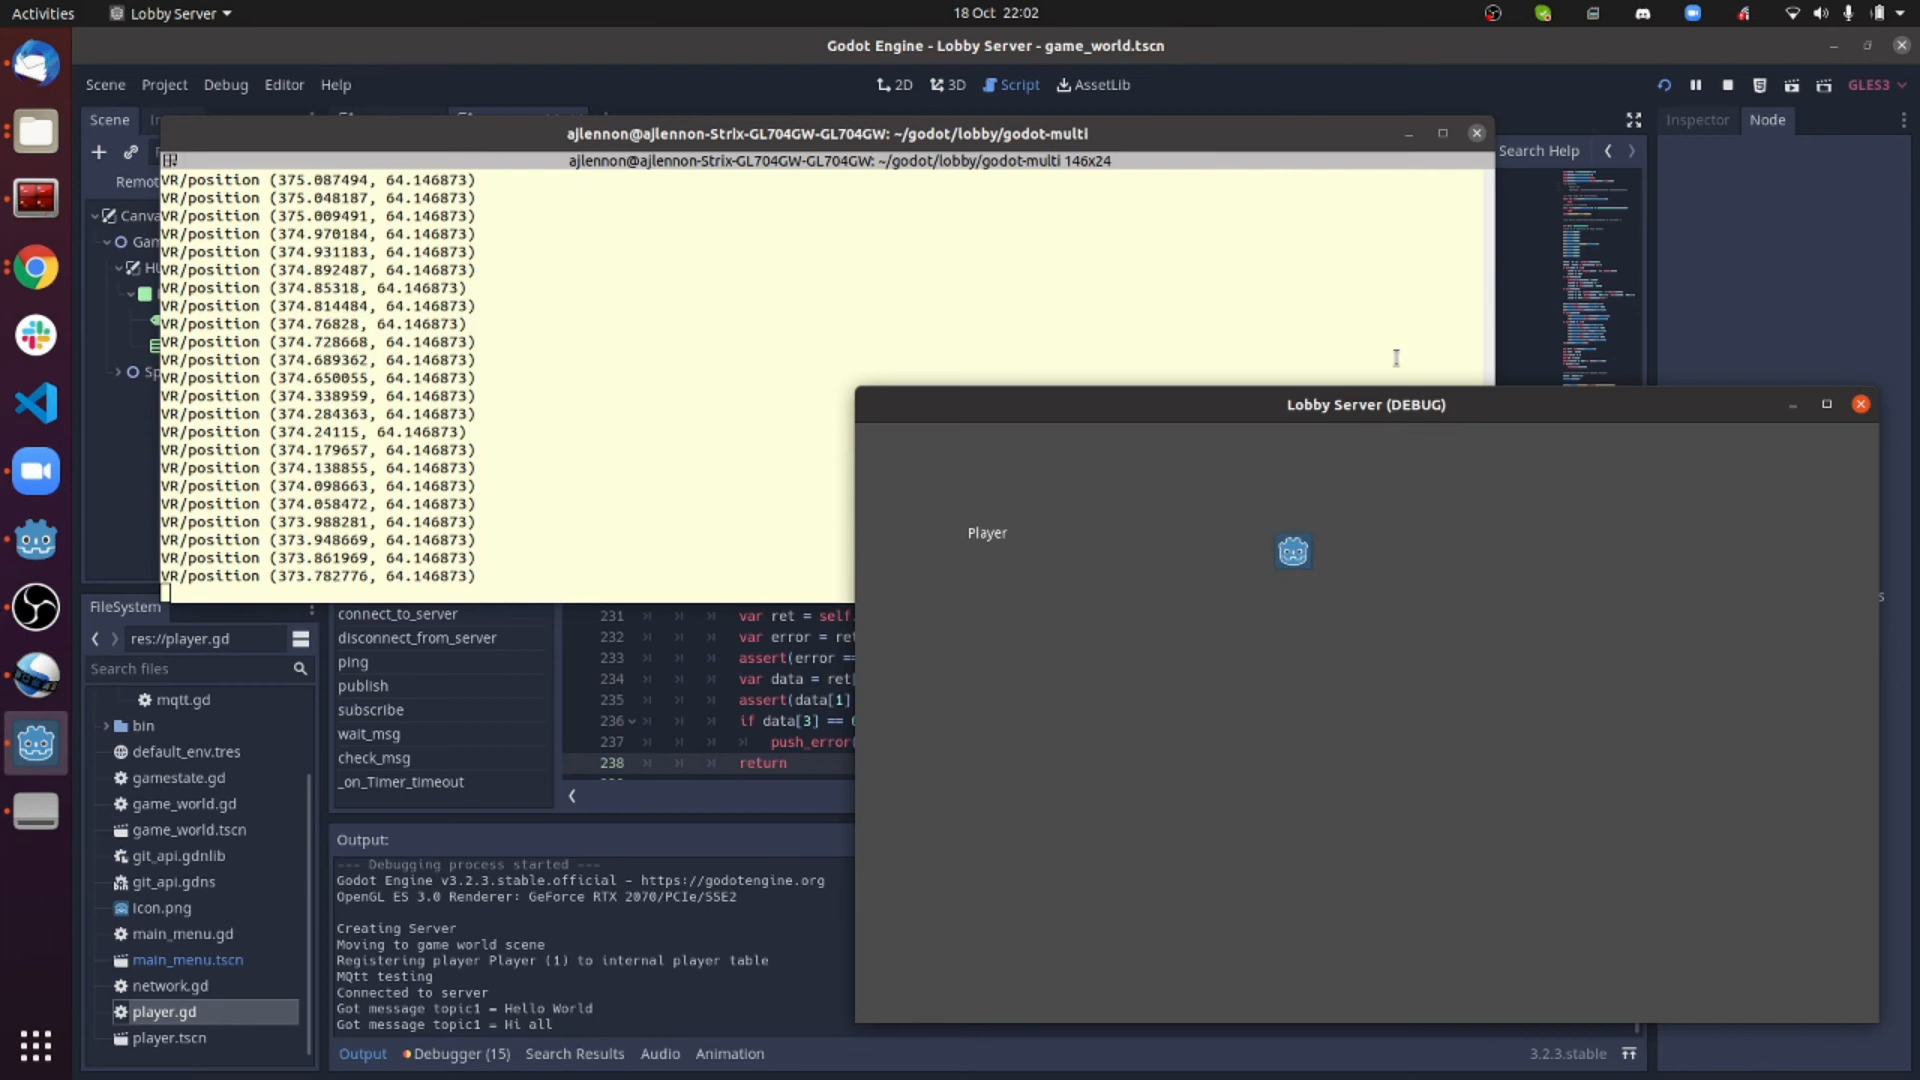 Activities
Lobby Server
18 Oct 22:02
Godot Engine - Lobby Server - game_world.tscn
Scene Project Debug Editor Help
2D 3D Script AssetLib
GLES3
Scene
Inspector Node
ajlennon@ajlennon-Strix-GL704GW-GL704GW: ~/godot/lobby/godot-multi
Search Help
ajlennon@ajlennon-Strix-GL704GW-GL704GW: ~/godot/lobby/godot-multi 146x24
VR/position (375.087494, 64.146873)
VR/position (375.048187, 64.146873)
VR/position (375.009491, 64.146873)
VR/position (374.970184, 64.146873)
VR/position (374.931183, 64.146873)
VR/position (374.892487, 64.146873)
VR/position (374.85318, 64.146873)
VR/position (374.814484, 64.146873)
VR/position (374.76828, 64.146873)
VR/position (374.728668, 64.146873)
VR/position (374.689362, 64.146873)
VR/position (374.650055, 64.146873)
VR/position (374.338959, 64.146873)
VR/position (374.284363, 64.146873)
VR/position (374.24115, 64.146873)
VR/position (374.179657, 64.146873)
VR/position (374.138855, 64.146873)
VR/position (374.098663, 64.146873)
VR/position (374.058472, 64.146873)
VR/position (373.988281, 64.146873)
VR/position (373.948669, 64.146873)
VR/position (373.861969, 64.146873)
VR/position (373.782776, 64.146873)
Remot
Canva
Gan
HU
Sp
Lobby Server (DEBUG)
Player
FileSystem
res://player.gd
Search files
mqtt.gd
bin
default_env.tres
gamestate.gd
game_world.gd
game_world.tscn
git_api.gdnlib
git_api.gdns
icon.png
main_menu.gd
main_menu.tscn
network.gd
player.gd
player.tscn
connect_to_server
disconnect_from_server
ping
publish
subscribe
wait_msg
check_msg
_on_Timer_timeout
231 var ret = self.
232 var error = ret
233 assert(error ==
234 var data = ret[
235 assert(data[1]
236 if data[3] ==
237 push_error(
238 return
Output:
--- Debugging process started ---
Godot Engine v3.2.3.stable.official - https://godotengine.org
OpenGL ES 3.0 Renderer: GeForce RTX 2070/PCIe/SSE2
Creating Server
Moving to game world scene
Registering player Player (1) to internal player table
MQtt testing
Connected to server
Got message topic1 = Hello World
Got message topic1 = Hi all
Output Debugger (15) Search Results Audio Animation
3.2.3.stable